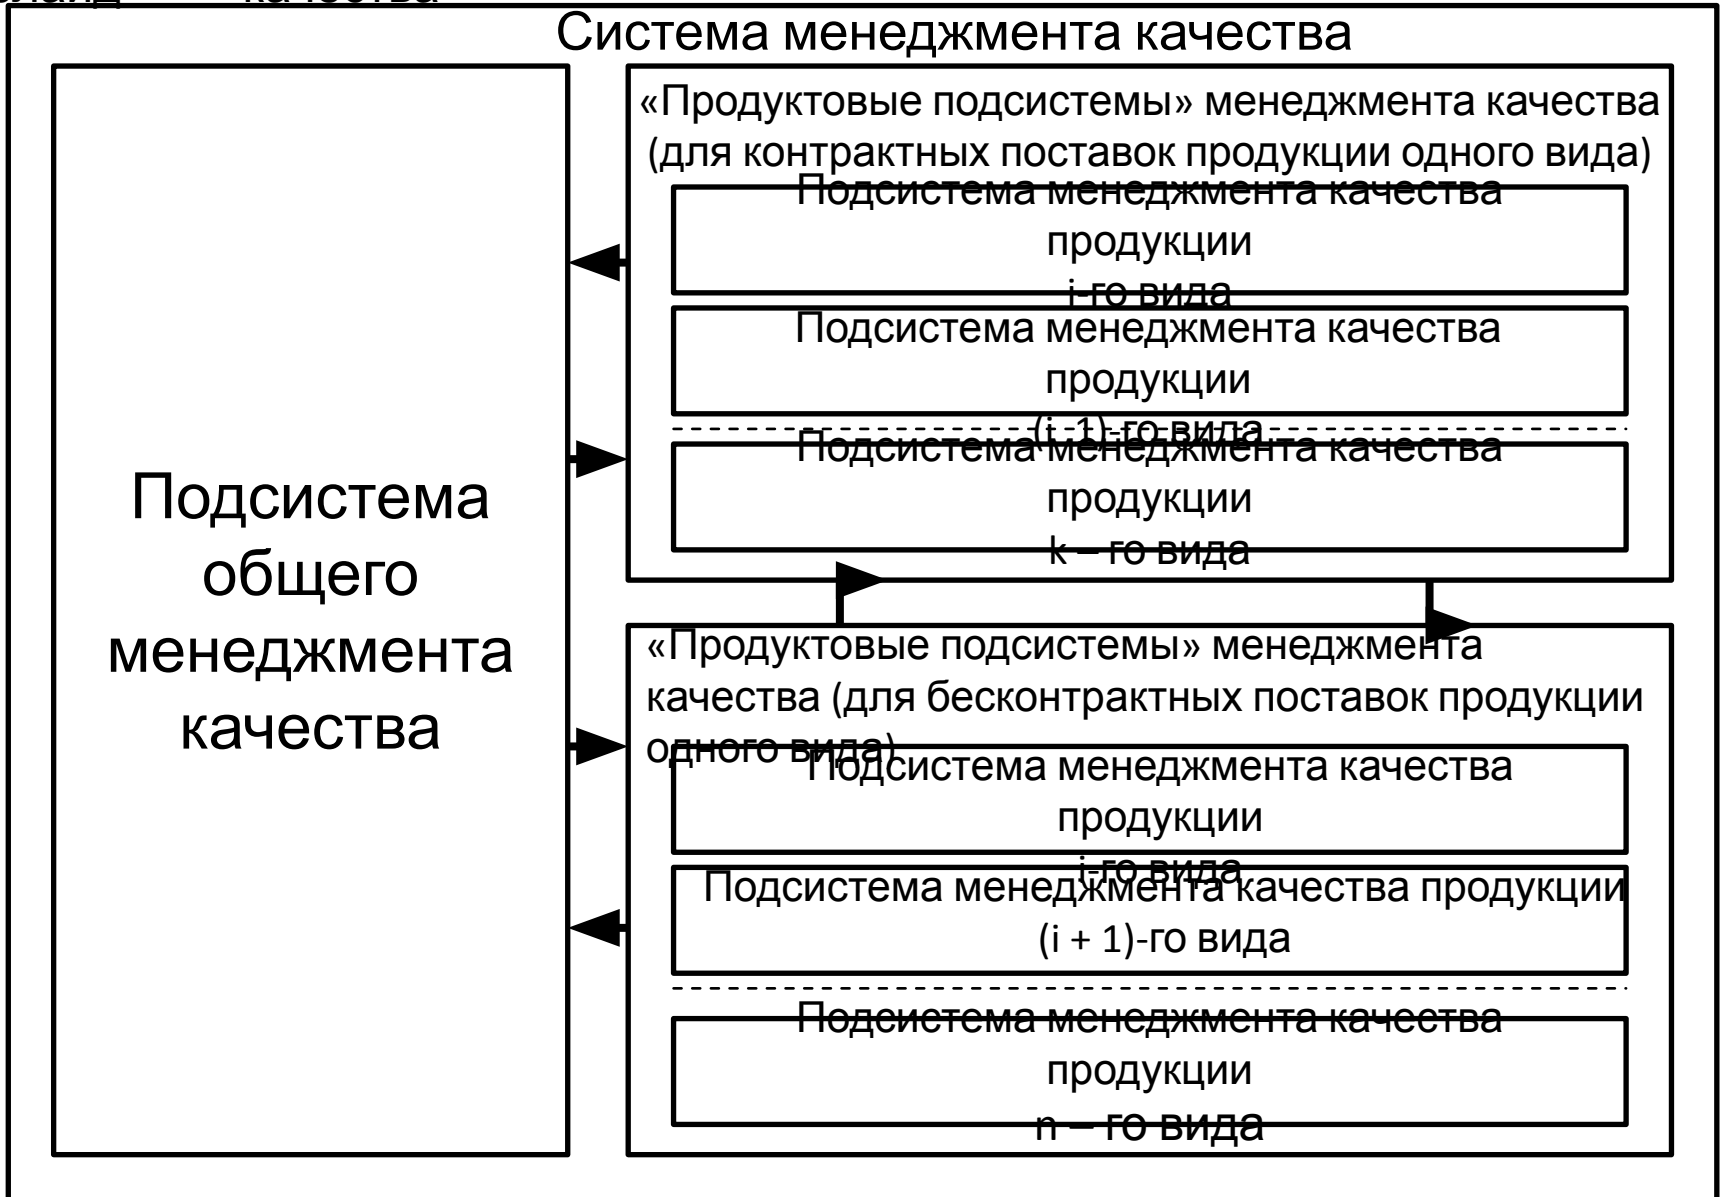 качества
Система менеджмента качества
Подсистема
общего
менеджмента
качества
«Продуктовые подсистемы» менеджмента качества
(для контрактных поставок продукции одного вида)
Подсистема менеджмента качества
продукции
i-го вида
Подсистема менеджмента качества
продукции
1)-го вида
Подсистема менеджмента качества
продукции
k – го вида
«Продуктовые подсистемы» менеджмента
качества (для бесконтрактных поставок продукции
одного вида)
Подсистема менеджмента качества
продукции
i-го вида
Подсистема менеджмента качества продукции
(i + 1)-го вида
Подсистема менеджмента качества
продукции
n – го вида